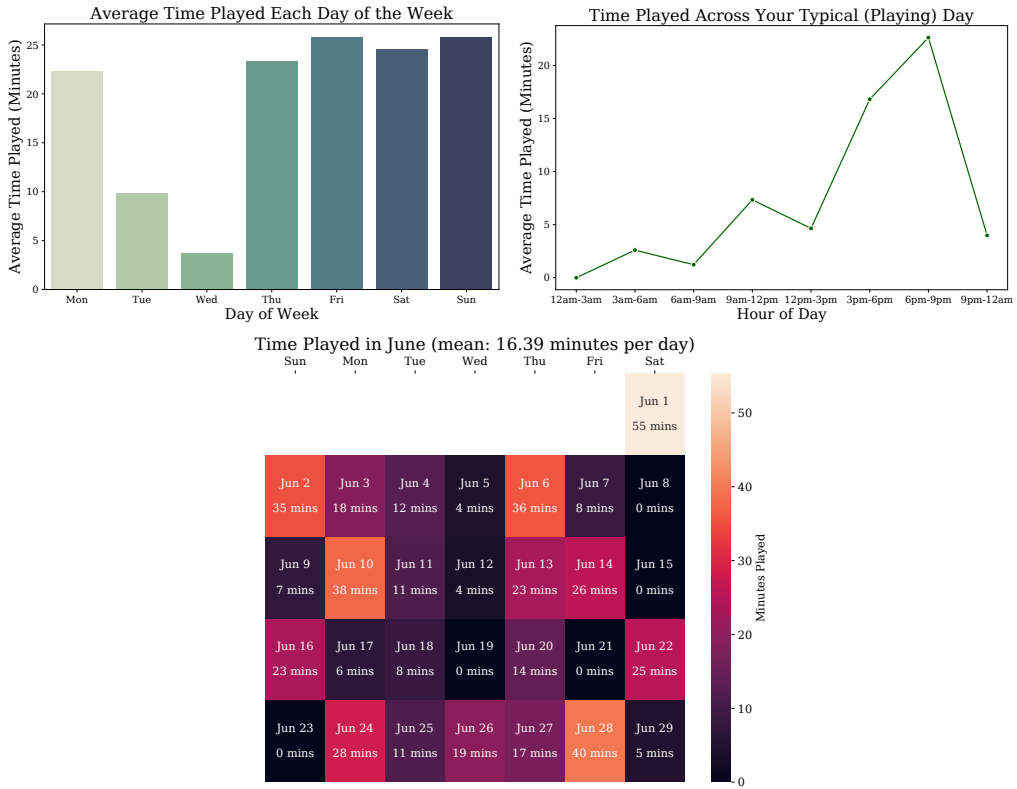 Average Time Played Each Day of the Week
Average Time Played (Minutes)
25
20
15
10
5
0
Mon Tue Wed Thu Fri Sat Sun
Day of Week
Time Played Across Your Typical (Playing) Day
Average Time Played (Minutes)
20
15
10
5
0
12am-3am 3am-6am 6am-9am 9am-12pm 12pm-3pm 3pm-6pm 6pm-9pm 9pm-12am
Hour of Day
Time Played in June (mean: 16.39 minutes per day)
Sun Mon Tue Wed Thu Fri Sat
Jun 1
55 mins
Jun 2 Jun 3 Jun 4 Jun 5 Jun 6 Jun 7 Jun 8
35 mins 18 mins 12 mins 4 mins 36 mins 8 mins 0 mins
Jun 9 Jun 10 Jun 11 Jun 12 Jun 13 Jun 14 Jun 15
7 mins 38 mins 11 mins 4 mins 23 mins 26 mins 0 mins
Jun 16 Jun 17 Jun 18 Jun 19 Jun 20 Jun 21 Jun 22
23 mins 6 mins 8 mins 0 mins 14 mins 0 mins 25 mins
Jun 23 Jun 24 Jun 25 Jun 26 Jun 27 Jun 28 Jun 29
0 mins 28 mins 11 mins 19 mins 17 mins 40 mins 5 mins
50
40
30
20
10
0
Minutes Played